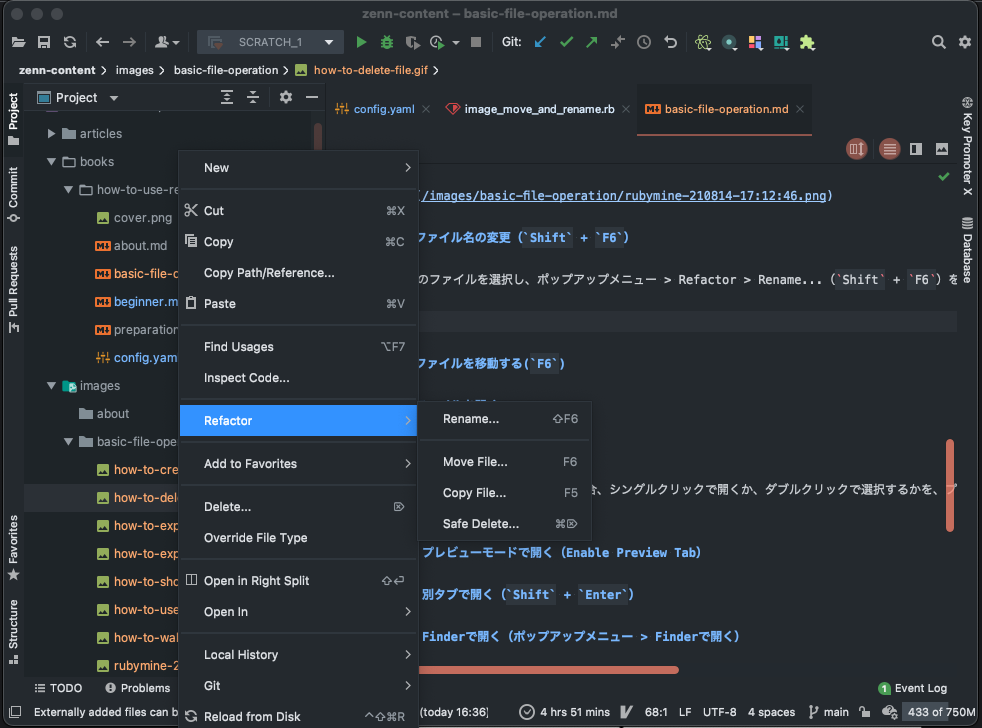 zenn-content – basic-file-operation.md
SCRATCH_1
Git:
zenn-content
images
basic-file-operation
how-to-delete-file.gif
Project
Project
config.yaml
image_move_and_rename.rb
basic-file-operation.md
Commit
Pull Requests
Favorites
Structure
Key Promoter X
Database
articles
books
how-to-use-re
cover.png
about.md
basic-file-o
beginner.m
preparation
config.yam
images
about
basic-file-ope
how-to-cre
how-to-del
how-to-exp
how-to-exp
how-to-sho
how-to-use
how-to-wal
rubymine-2
New
Cut ⌘X
Copy ⌘C
Copy Path/Reference...
Paste ⌘V
Find Usages ⌥F7
Inspect Code...
Refactor
Add to Favorites
Delete... ⌦
Override File Type
Open in Right Split ⇧⏎
Open In
Local History
Git
Reload from Disk ^⌥⌘R
Rename... ⇧F6
Move File... F6
Copy File... F5
Safe Delete... ⌘⌦
(/images/basic-file-operation/rubymine-210814-17:12:46.png)
ファイル名の変更 (`Shift` + `F6`)
のファイルを選択し、ポップアップメニュー > Refactor > Rename... (`Shift` + `F6`) を
ファイルを移動する(`F6`)
合、シングルクリックで開くか、ダブルクリックで選択するかを、プ
プレビューモードで開く (Enable Preview Tab)
別タブで開く (`Shift` + `Enter`)
Finderで開く (ポップアップメニュー > Finderで開く)
TODO
Problems
1 Event Log
Externally added files can b
(today 16:36)
4 hrs 51 mins
68:1
LF
UTF-8
4 spaces
main
433 of 750M